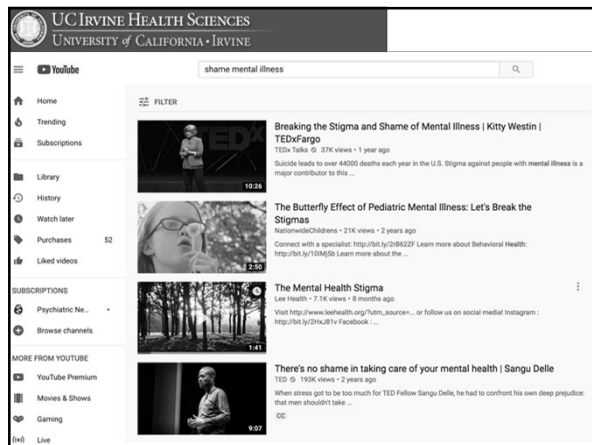 UC IRVINE HEALTH SCIENCES
UNIVERSITY of CALIFORNIA • IRVINE
YouTube
shame mental illness
Home
Trending
Subscriptions
Library
History
Watch later
Purchases 52
Liked videos
SUBSCRIPTIONS
Psychiatric Ne... •
Browse channels
MORE FROM YOUTUBE
YouTube Premium
Movies & Shows
Gaming
Live
FILTER
TEDx
10:26
Breaking the Stigma and Shame of Mental Illness | Kitty Westin |
TEDxFargo
TEDx Talks 37K views • 1 year ago
Suicide leads to over 44000 deaths each year in the U.S. Stigma against people with mental illness is a
major contributor to this ...
2:50
The Butterfly Effect of Pediatric Mental Illness: Let's Break the
Stigmas
NationwideChildrens • 21K views • 2 years ago
Connect with a specialist: http://bit.ly/2rB62ZF Learn more about Behavioral Health:
http://bit.ly/10IMj5b Learn more about the ...
1:41
The Mental Health Stigma
Lee Health • 7.1K views • 8 months ago
Visit http://www.leehealth.org/?utm_source=... or follow us on social media! Instagram :
http://bit.ly/2HxJ81v Facebook : ...
9:07
There's no shame in taking care of your mental health | Sangu Delle
TED 193K views • 2 years ago
When stress got to be too much for TED Fellow Sangu Delle, he had to confront his own deep prejudice:
that men shouldn't take ...
CC